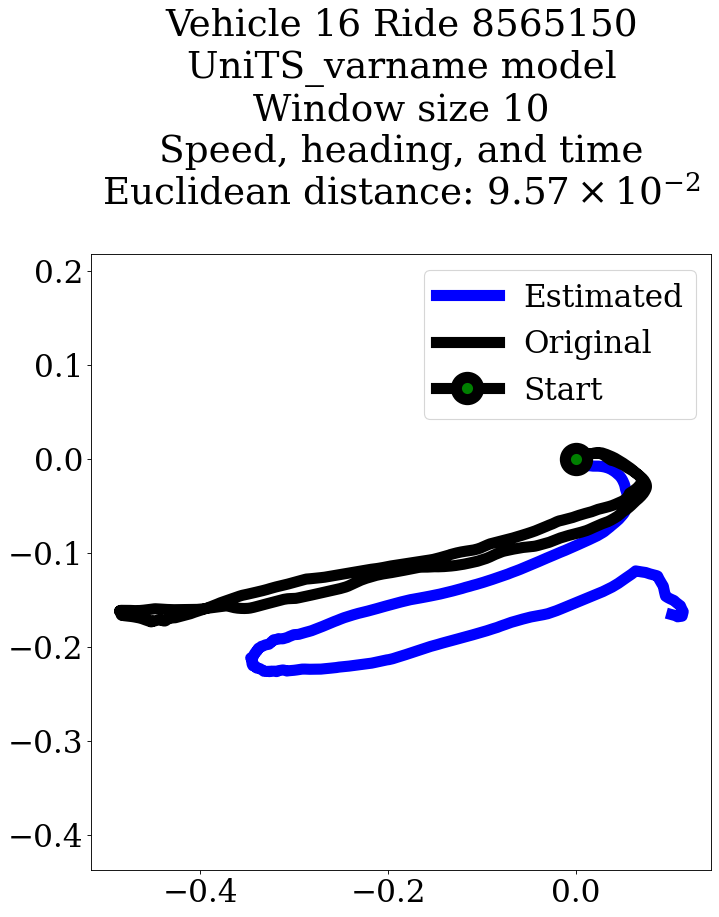 Vehicle 16 Ride 8565150
UniTS_varname model
Window size 10
Speed, heading, and time
Euclidean distance: 9.57 × 10⁻²
Estimated
Original
Start
0.2
0.1
0.0
−0.1
−0.2
−0.3
−0.4
−0.4
−0.2
0.0